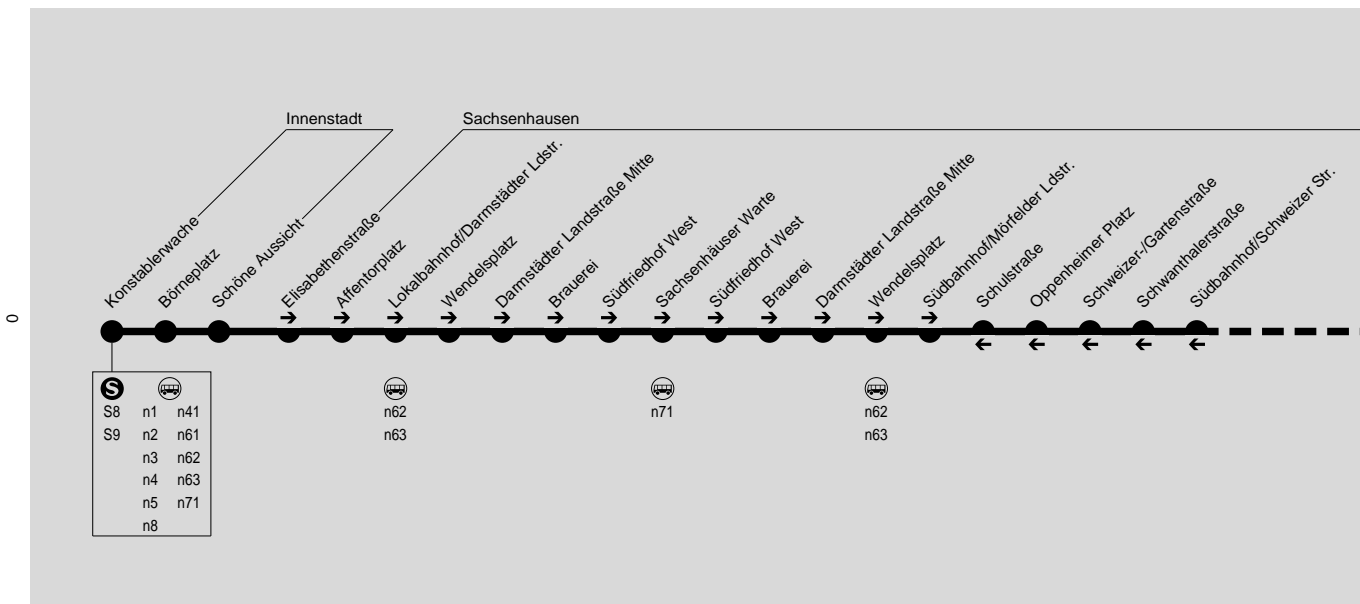 Innenstadt
Sachsenhausen
Konstablerwache
Börneplatz
Schöne Aussicht
Elisabethenstraße
Affentorplatz
Lokalbahnhof/Darmstädter Ldstr.
Wendelsplatz
Darmstädter Landstraße Mitte
Brauerei
Südfriedhof West
Sachsenhäuser Warte
Südfriedhof West
Brauerei
Darmstädter Landstraße Mitte
Wendelsplatz
Südbahnhof/Mörfelder Ldstr.
Schulstraße
Oppenheimer Platz
Schweizer-/Gartenstraße
Schwanthalerstraße
Südbahnhof/Schweizer Str.
0
S
S8 n1 n41 n62 n71 n62
S9 n2 n61 n63 n63
n3 n62
n4 n63
n5 n71
n8